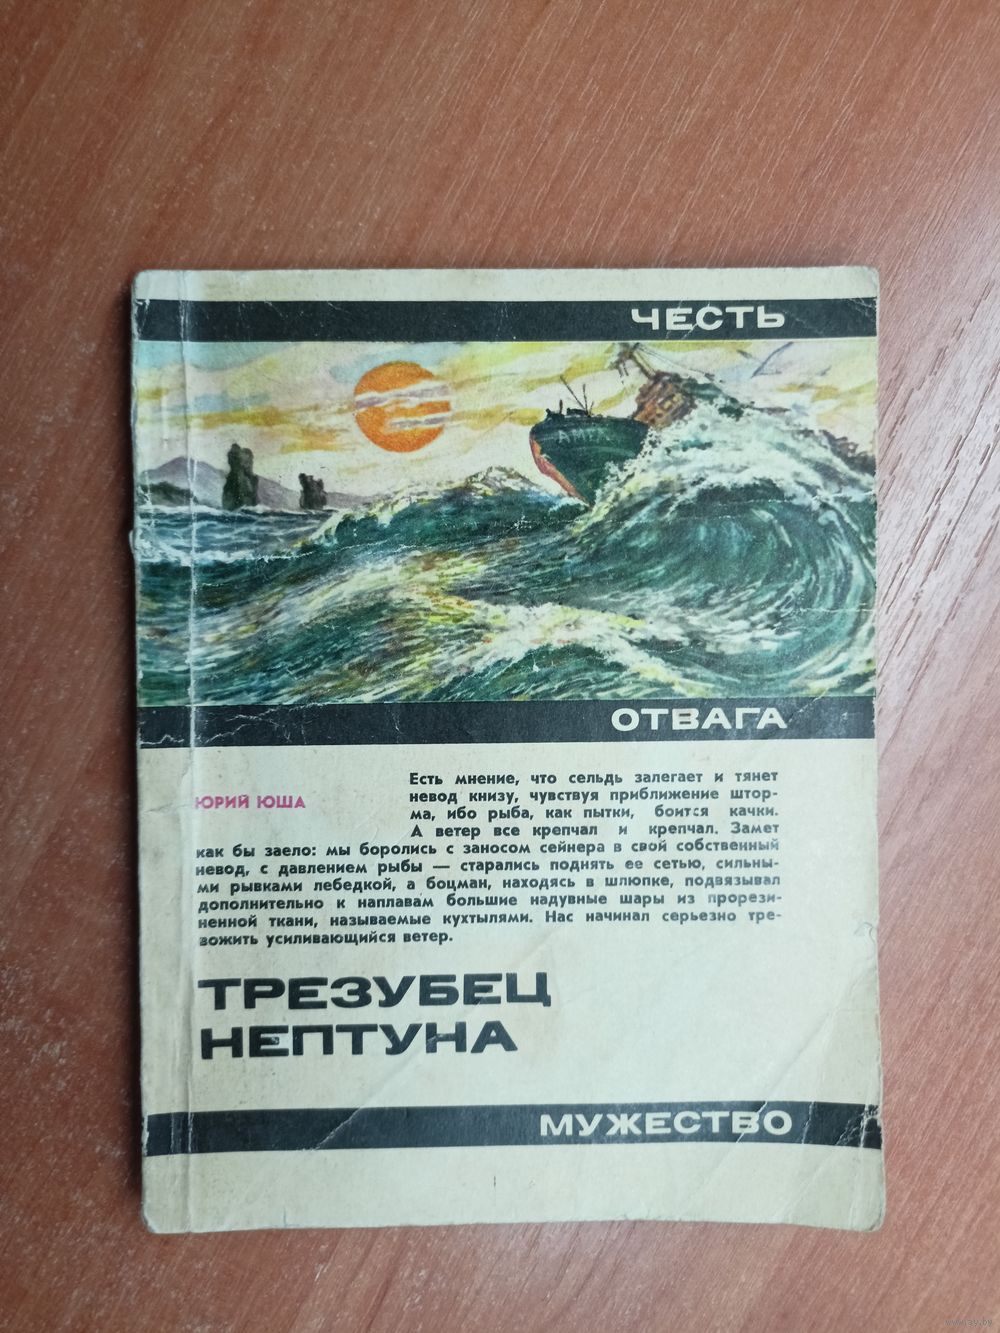 ЧЕСТЬ
ОТВАГА
ЮРИЙ ЮША
Есть мнение, что сельдь залегает и тянет
невод книзу, чувствуя приближение штор-
ма, ибо рыба, как пытки, боится качки.
А ветер все крепчал и крепчал. Замет
как бы заело: мы боролись с заносом сейнера в свой собственный
невод, с давлением рыбы — старались поднять ее сетью, сильны-
ми рывками лебедкой, а боцман, находясь в шлюпке, подвязывал
дополнительно к наплавам большие надувные шары из прорези-
ненной ткани, называемые кухтылями. Нас начинал серьезно тре-
вожить усиливающийся ветер.
ТРЕЗУБЕЦ
НЕПТУНА
МУЖЕСТВО
www.ay.by